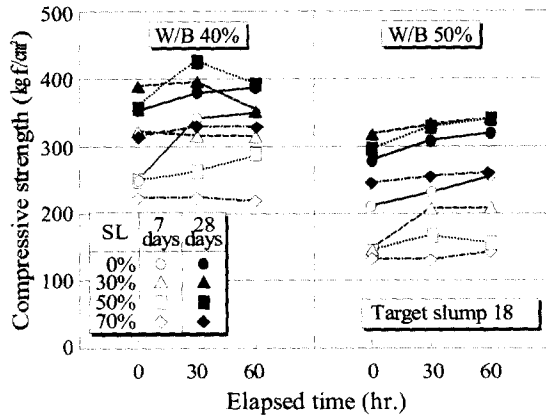 Compressive strength (kgf/㎠)
500
400
300
200
100
0
W/B 40%
W/B 50%
SL 7 days 28 days
0%
30%
50%
70%
Target slump 18
0 30 60 0 30 60
Elapsed time (hr.)